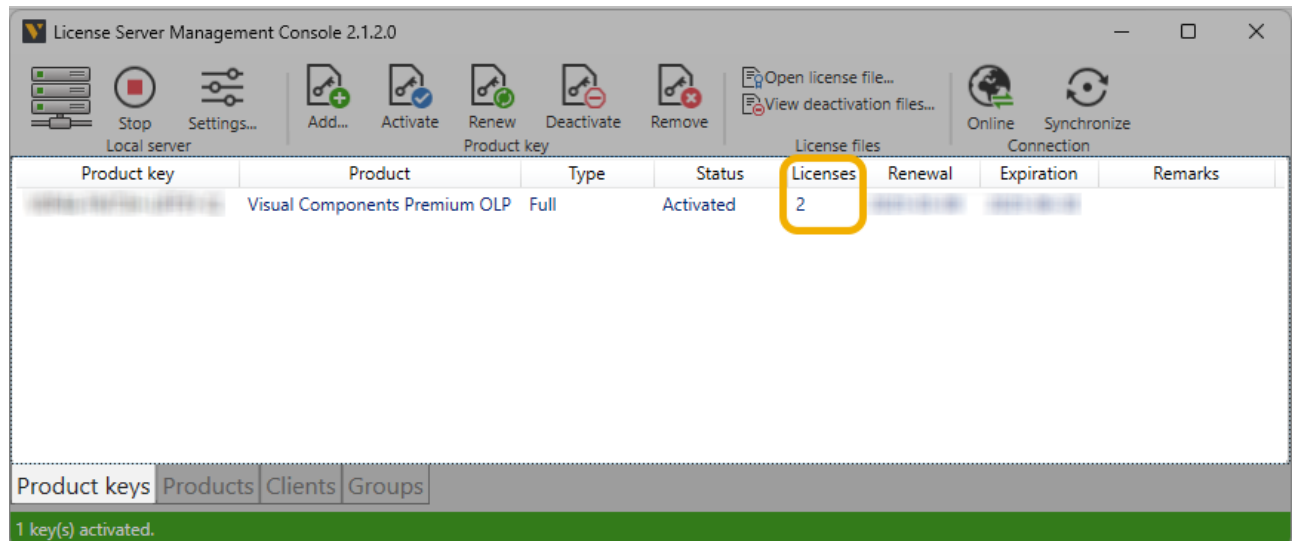 License Server Management Console 2.1.2.0
Stop Settings... Add... Activate Renew Deactivate Remove Open license file... View deactivation files... Online Synchronize
Local server Product key License files Connection
Product key Product Type Status Licenses Renewal Expiration Remarks
Visual Components Premium OLP Full Activated 2
Product keys Products Clients Groups
1 key(s) activated.